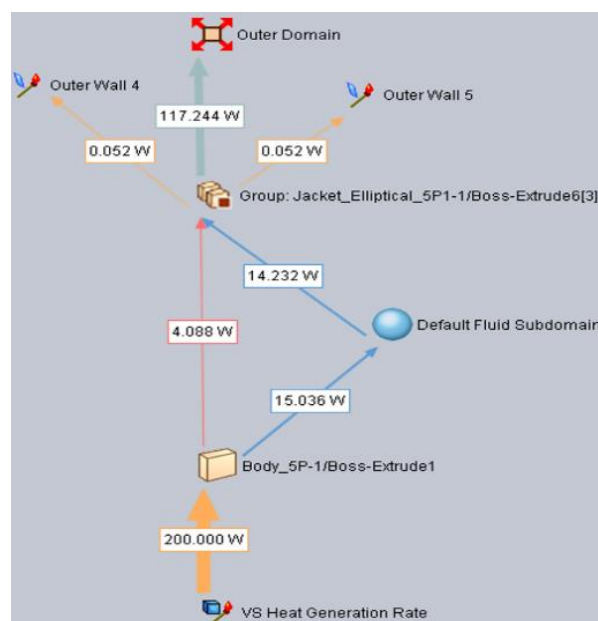 Outer Domain
Outer Wall 4
Outer Wall 5
117.244 W
0.052 W
0.052 W
Group: Jacket_Elliptical_5P1-1/Boss-Extrude6[3]
14.232 W
4.088 W
Default Fluid Subdomain
15.036 W
Body_5P-1/Boss-Extrude1
200.000 W
VS Heat Generation Rate